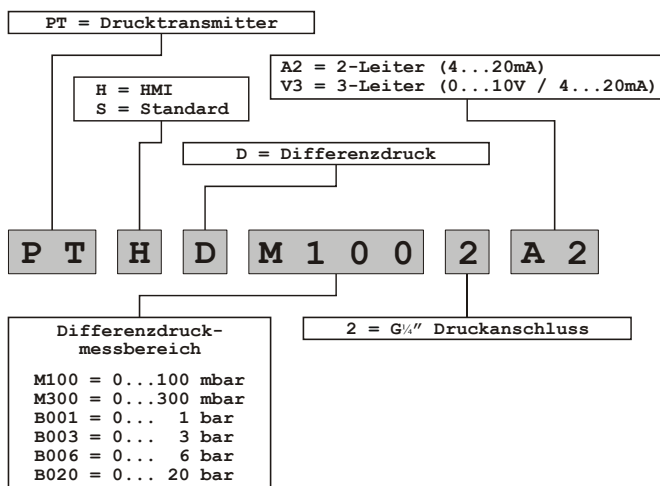 PT = Drucktransmitter
A2 = 2-Leiter (4...20mA)
V3 = 3-Leiter (0...10V / 4...20mA)
H = HMI
S = Standard
D = Differenzdruck
P T H D M 1 0 0 2 A 2
Differenzdruck-
messbereich
M100 = 0...100 mbar
M300 = 0...300 mbar
B001 = 0... 1 bar
B003 = 0... 3 bar
B006 = 0... 6 bar
B020 = 0... 20 bar
2 = G¼″ Druckanschluss